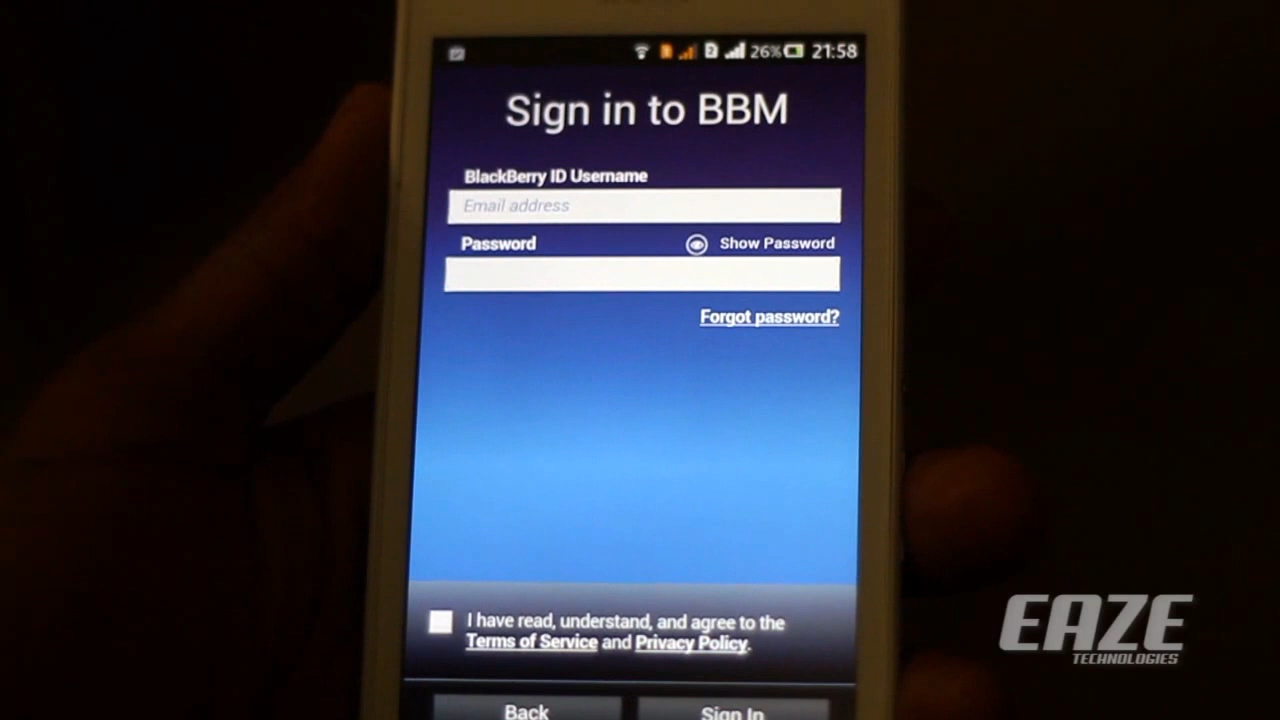 26% 21:58
Sign in to BBM
BlackBerry ID Username
Email address
Password Show Password
Forgot password?
I have read, understand, and agree to the
Terms of Service and Privacy Policy.
Back Sign In
EAZE
TECHNOLOGIES